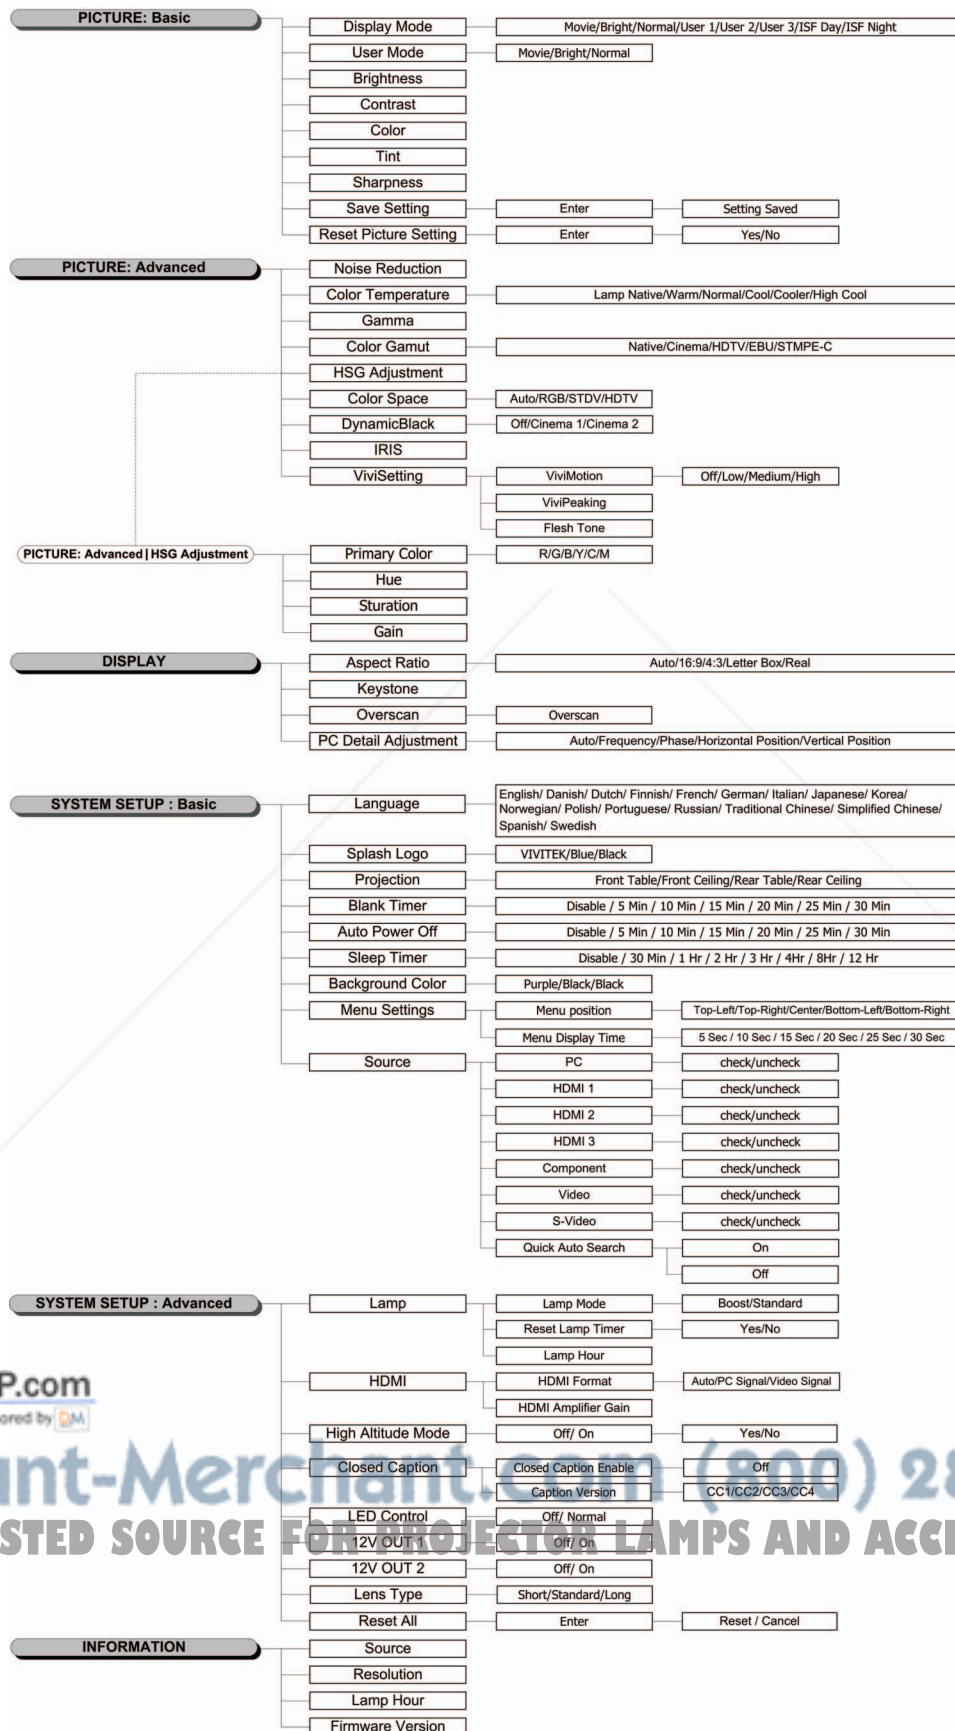 PICTURE: Basic
Display Mode
Movie/Bright/Normal/User 1/User 2/User 3/ISF Day/ISF Night
User Mode
Movie/Bright/Normal
Brightness
Contrast
Color
Tint
Sharpness
Save Setting
Enter
Setting Saved
Reset Picture Setting
Enter
Yes/No
PICTURE: Advanced
Noise Reduction
Color Temperature
Lamp Native/Warm/Normal/Cool/Cooler/High Cool
Gamma
Color Gamut
Native/Cinema/HDTV/EBU/STMPE-C
HSG Adjustment
Color Space
Auto/RGB/STDV/HDTV
DynamicBlack
Off/Cinema 1/Cinema 2
IRIS
ViviSetting
ViviMotion
Off/Low/Medium/High
ViviPeaking
Flesh Tone
PICTURE: Advanced | HSG Adjustment
Primary Color
R/G/B/Y/C/M
Hue
Sturation
Gain
DISPLAY
Aspect Ratio
Auto/16:9/4:3/Letter Box/Real
Keystone
Overscan
Overscan
PC Detail Adjustment
Auto/Frequency/Phase/Horizontal Position/Vertical Position
SYSTEM SETUP : Basic
Language
English/ Danish/ Dutch/ Finnish/ French/ German/ Italian/ Japanese/ Korea/
Norwegian/ Polish/ Portuguese/ Russian/ Traditional Chinese/ Simplified Chinese/
Spanish/ Swedish
Splash Logo
VIVITEK/Blue/Black
Projection
Front Table/Front Ceiling/Rear Table/Rear Ceiling
Blank Timer
Disable / 5 Min / 10 Min / 15 Min / 20 Min / 25 Min / 30 Min
Auto Power Off
Disable / 5 Min / 10 Min / 15 Min / 20 Min / 25 Min / 30 Min
Sleep Timer
Disable / 30 Min / 1 Hr / 2 Hr / 3 Hr / 4Hr / 8Hr / 12 Hr
Background Color
Purple/Black/Black
Menu Settings
Menu position
Top-Left/Top-Right/Center/Bottom-Left/Bottom-Right
Menu Display Time
5 Sec / 10 Sec / 15 Sec / 20 Sec / 25 Sec / 30 Sec
Source
PC
check/uncheck
HDMI 1
check/uncheck
HDMI 2
check/uncheck
HDMI 3
check/uncheck
Component
check/uncheck
Video
check/uncheck
S-Video
check/uncheck
Quick Auto Search
On
Off
SYSTEM SETUP : Advanced
Lamp
Lamp Mode
Boost/Standard
Reset Lamp Timer
Yes/No
Lamp Hour
HDMI
HDMI Format
Auto/PC Signal/Video Signal
HDMI Amplifier Gain
High Altitude Mode
Off/ On
Yes/No
Closed Caption
Closed Caption Enable
Off
Caption Version
CC1/CC2/CC3/CC4
LED Control
Off/ Normal
12V OUT 1
Off/ On
12V OUT 2
Off/ On
Lens Type
Short/Standard/Long
Reset All
Enter
Reset / Cancel
INFORMATION
Source
Resolution
Lamp Hour
Firmware Version
P.com
ored by DM
unt-Merchant.com (800) 28
STED SOURCE FOR PROJECTOR LAMPS AND ACCE